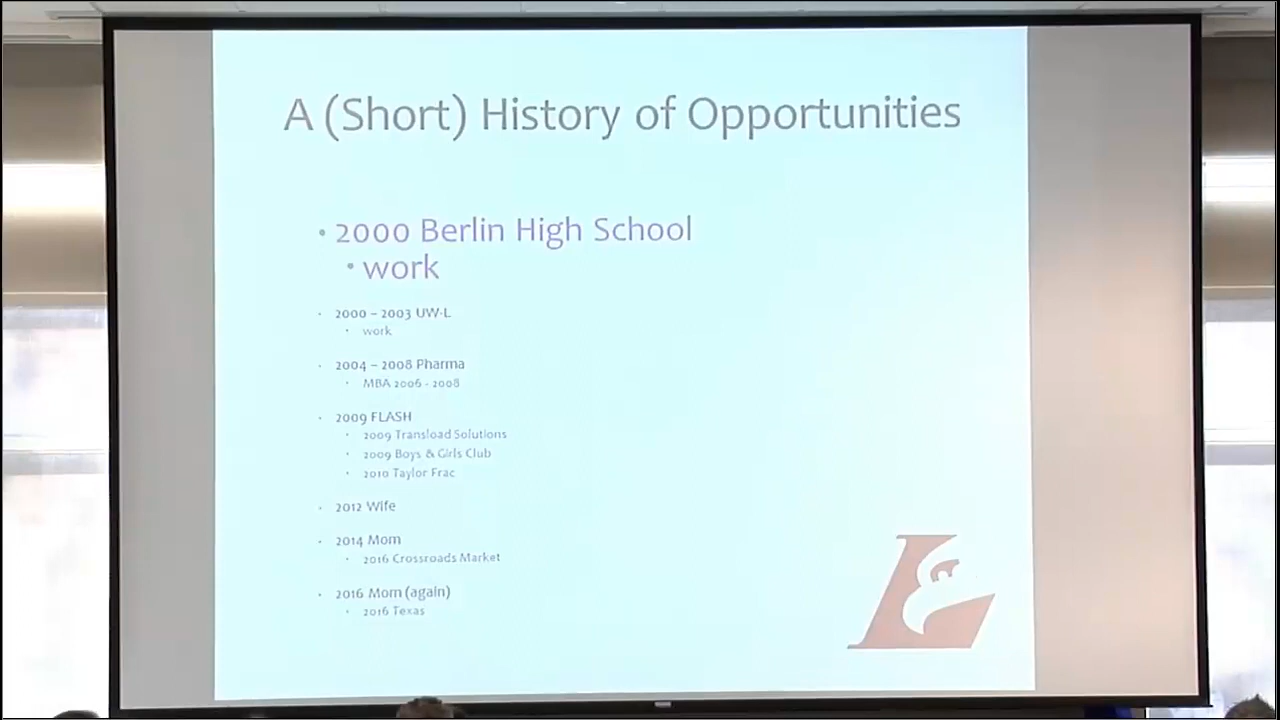 A (Short) History of Opportunities
• 2000 Berlin High School
• work
• 2000 – 2003 UW-L
• work
• 2004 – 2008 Pharma
• MBA 2006 - 2008
• 2009 FLASH
• 2009 Transload Solutions
• 2009 Boys & Girls Club
• 2010 Taylor Frac
• 2012 Wife
• 2014 Mom
• 2016 Crossroads Market
• 2016 Mom (again)
• 2016 Texas
L